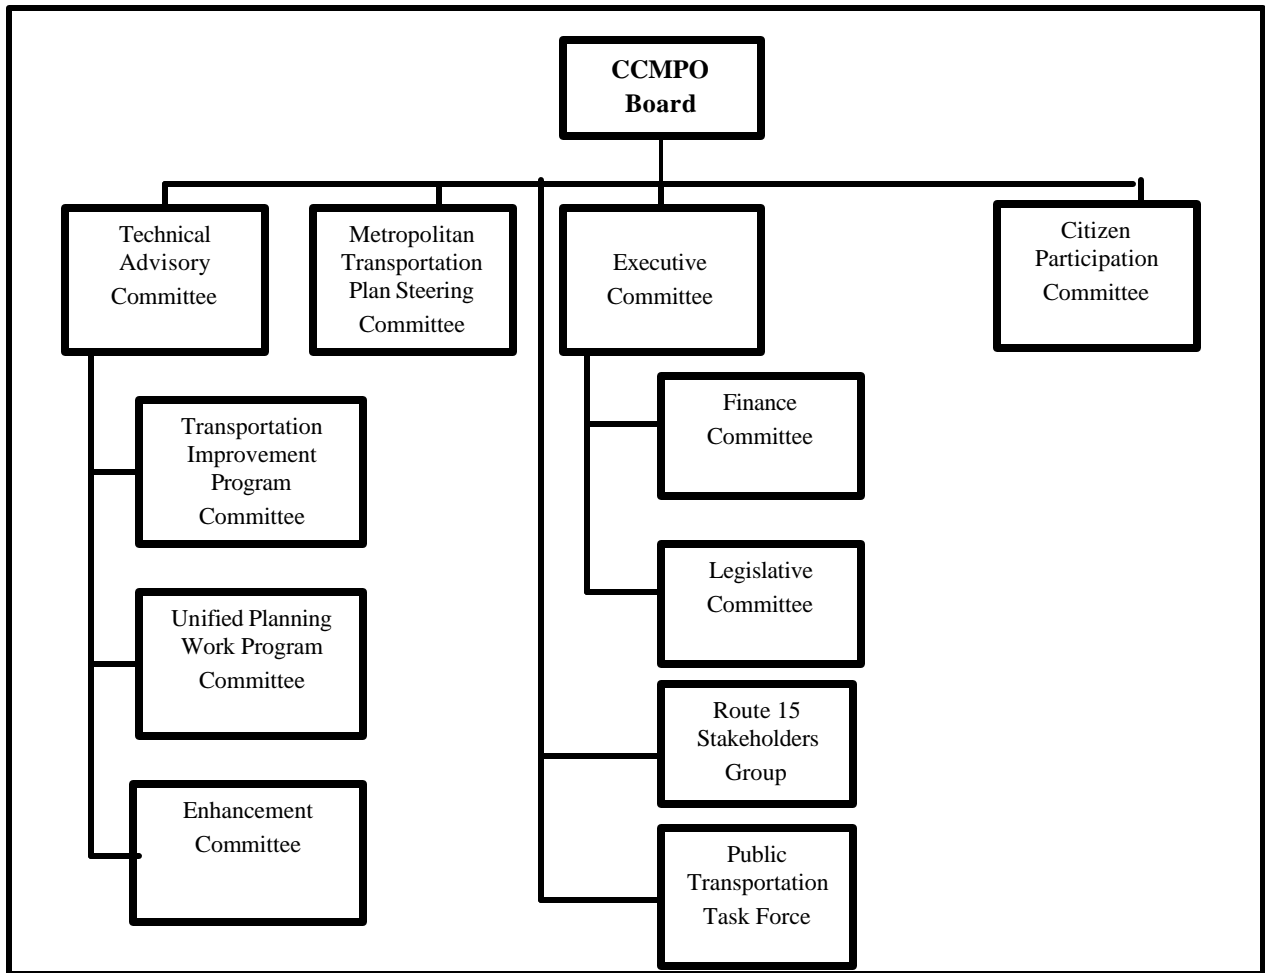 CCMPO
Board
Technical
Advisory
Committee
Metropolitan
Transportation
Plan Steering
Committee
Executive
Committee
Citizen
Participation
Committee
Transportation
Improvement
Program
Committee
Finance
Committee
Unified Planning
Work Program
Committee
Legislative
Committee
Route 15
Stakeholders
Group
Enhancement
Committee
Public
Transportation
Task Force